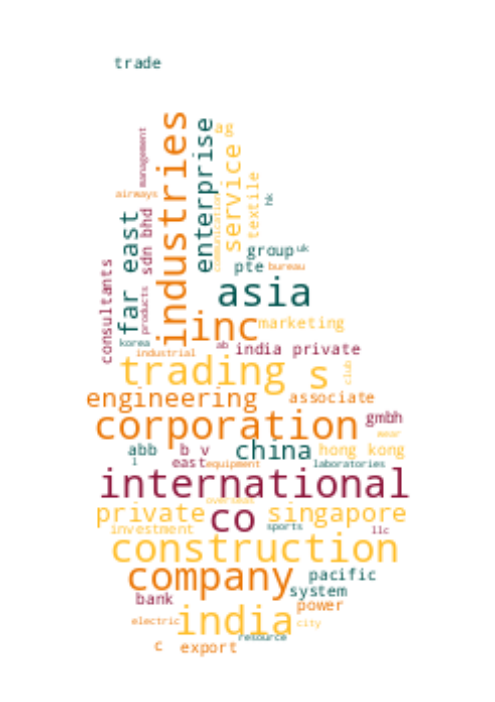 trade
management
industries
enterprise
ag
service
airways
communication
textile
hk
far east
sdn bhd
group
uk
pte
bureau
consultants
products
asia
inc
marketing
korea
industrial
ab
india private
trading
s
club
engineering
associate
corporation
gmbh
wear
abb
b v
china
hong kong
l
east
equipment
laboratories
international
overseas
private
co
singapore
investment
sports
llc
construction
company
pacific
system
bank
power
electric
india
city
resource
c
export